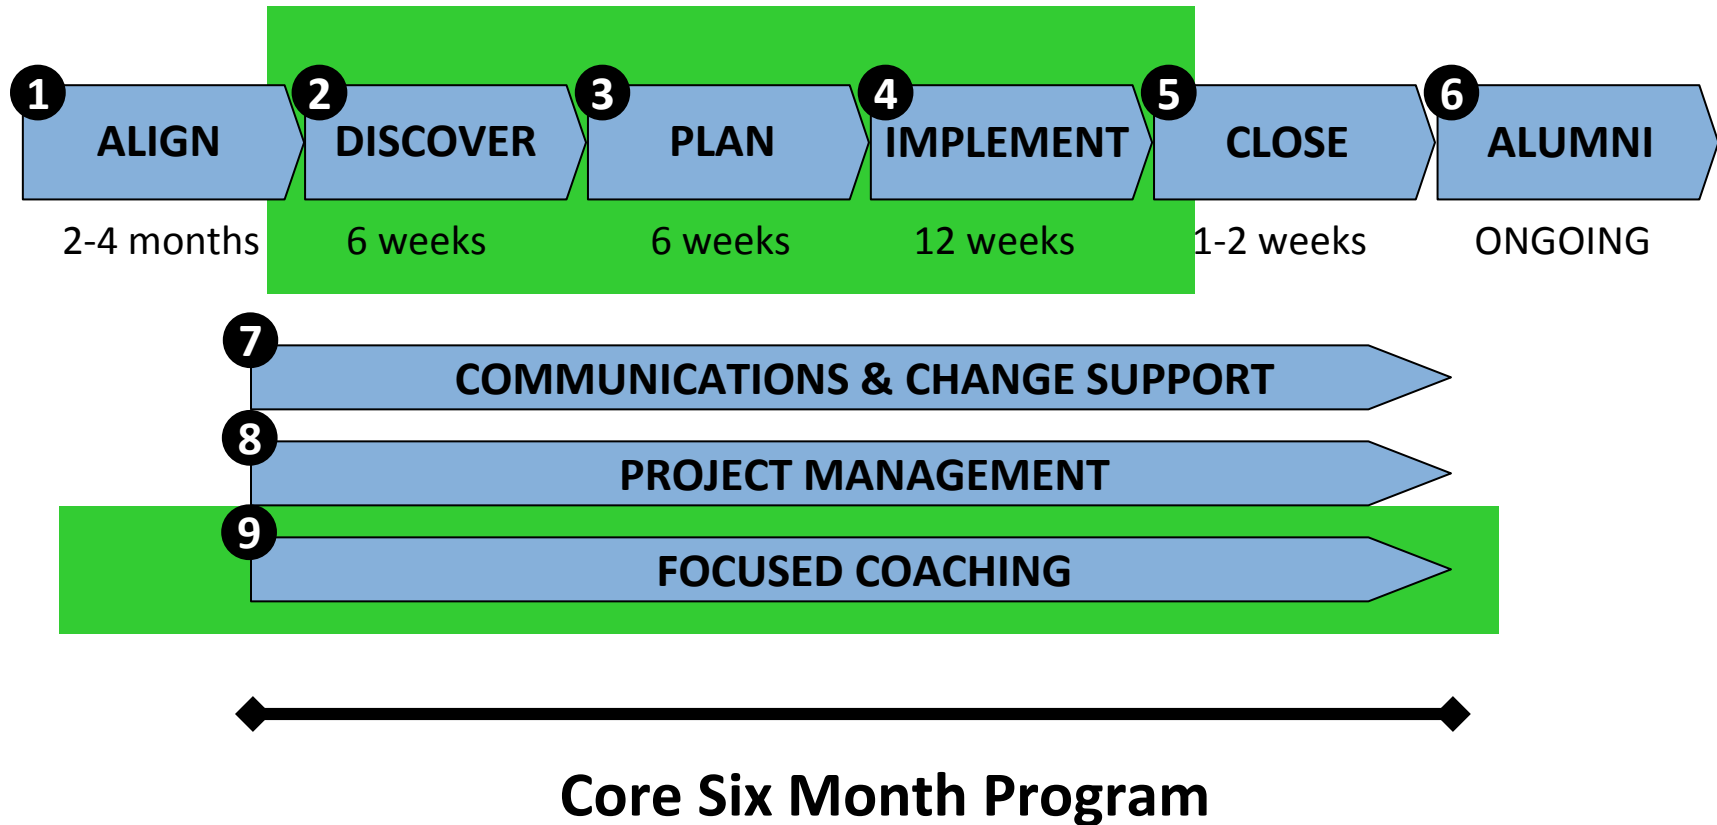 1 2 3 4 5 6
ALIGN DISCOVER PLAN IMPLEMENT CLOSE ALUMNI
2-4 months 6 weeks 6 weeks 12 weeks 1-2 weeks ONGOING
7
COMMUNICATIONS & CHANGE SUPPORT
8
PROJECT MANAGEMENT
9
FOCUSED COACHING
Core Six Month Program